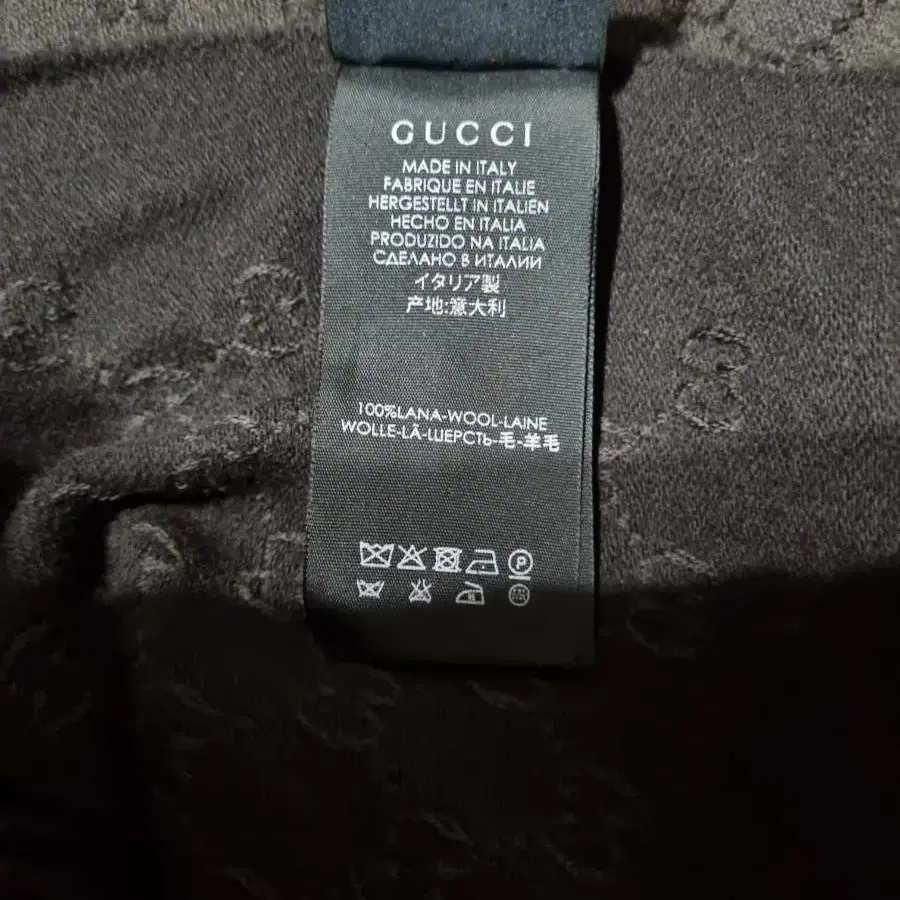 GUCCI
MADE IN ITALY
FABRIQUE EN ITALIE
HERGESTELLT IN ITALIEN
HECHO EN ITALIA
PRODUZIDO NA ITALIA
СДЕЛАНО В ИТАЛИИ
イタリア製
产地:意大利
100%LANA-WOOL-LAINE
WOLLE-LÃ-ШЕРСТЬ-毛-羊毛
P